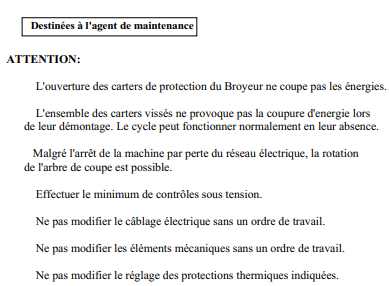 Destinées à l'agent de maintenance
ATTENTION:
L'ouverture des carters de protection du Broyeur ne coupe pas les énergies.
L'ensemble des carters vissés ne provoque pas la coupure d'energie lors
de leur démontage. Le cycle peut fonctionner normalement en leur absence.
Malgré l'arrêt de la machine par perte du réseau électrique, la rotation
de l'arbre de coupe est possible.
Effectuer le minimum de contrôles sous tension.
Ne pas modifier le câblage électrique sans un ordre de travail.
Ne pas modifier les éléments mécaniques sans un ordre de travail.
Ne pas modifier le réglage des protections thermiques indiquées.